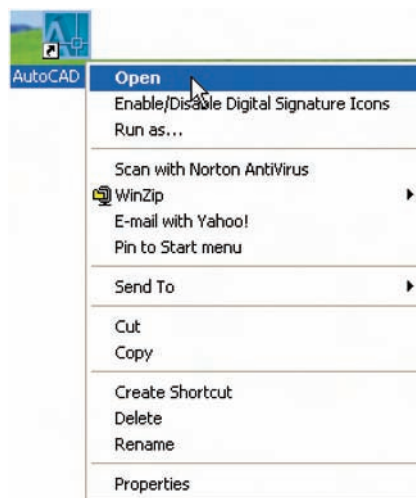 AutoCAD
Open
Enable/Disable Digital Signature Icons
Run as...
Scan with Norton AntiVirus
WinZip
E-mail with Yahoo!
Pin to Start menu
Send To
Cut
Copy
Create Shortcut
Delete
Rename
Properties